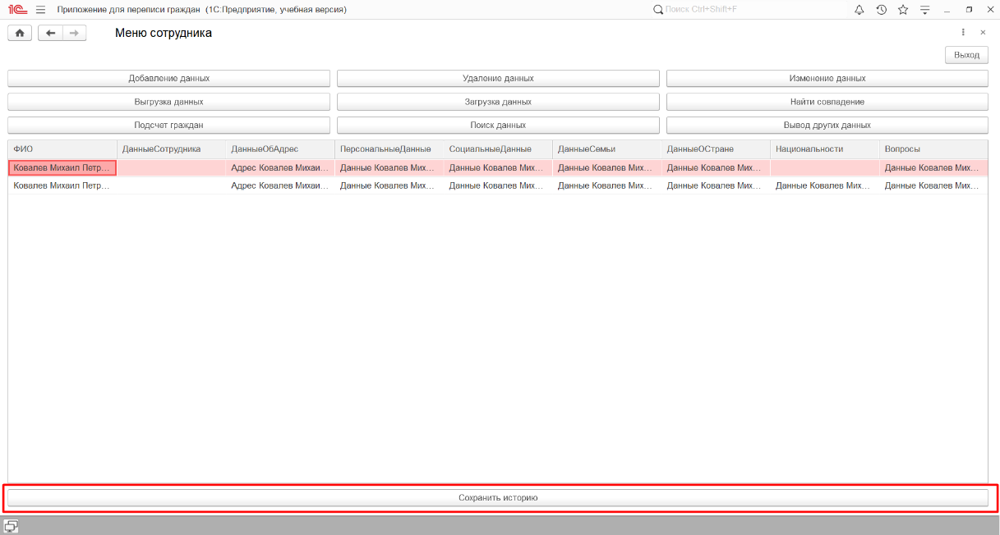 1С Приложение для переписи граждан (1С:Предприятие, учебная версия) Поиск Ctrl+Shift+F
Меню сотрудника
Выход
Добавление данных Удаление данных Изменение данных
Выгрузка данных Загрузка данных Найти совпадение
Подсчет граждан Поиск данных Вывод других данных
ФИО ДанныеСотрудника ДанныеОбАдрес ПерсональныеДанные СоциальныеДанные ДанныеСемьи ДанныеОСтране Национальности Вопросы
Ковалев Михаил Петр... Адрес Ковалев Михаи... Данные Ковалев Мих... Данные Ковалев Мих... Данные Ковалев Мих... Данные Ковалев Мих... Данные Ковалев Мих...
Ковалев Михаил Петр... Адрес Ковалев Михаи... Данные Ковалев Мих... Данные Ковалев Мих... Данные Ковалев Мих... Данные Ковалев Мих... Данные Ковалев Мих... Данные Ковалев Мих...
Сохранить историю